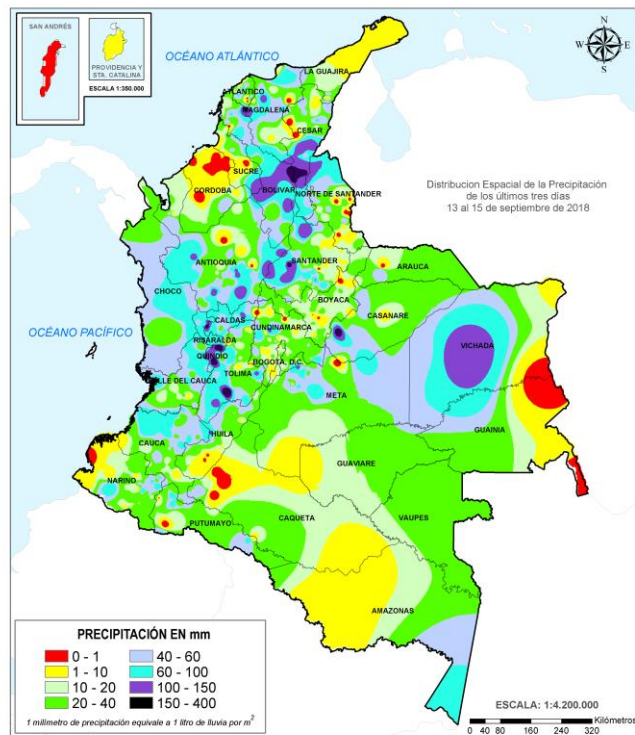 SAN ANDRÉS
PROVIDENCIA Y
STA. CATALINA
ESCALA 1:350.000
OCÉANO ATLÁNTICO
N
W E
S
LA GUAJIRA
ATLANTICO
MAGDALENA
CESAR
SUCRE
CORDOBA
BOLIVAR
NORTE DE SANTANDER
Distribucion Espacial de la Precipitación
de los últimos tres días
13 al 15 de septiembre de 2018
ANTIOQUIA
SANTANDER
ARAUCA
CHOCO
BOYACA
CASANARE
CALDAS
CUNDINAMARCA
OCÉANO PACÍFICO
RISARALDA
VICHADA
QUINDIO
BOGOTA, D.C.
TOLIMA
VALLE DEL CAUCA
META
GUAINIA
CAUCA
HUILA
GUAVIARE
NARIÑO
CAQUETA
VAUPES
PUTUMAYO
AMAZONAS
PRECIPITACIÓN EN mm
0 - 1 40 - 60
1 - 10 60 - 100
10 - 20 100 - 150
20 - 40 150 - 400
1 milímetro de precipitación equivale a 1 litro de lluvia por m²
ESCALA: 1:4.200.000
Kilómetros
0 40 80 160 240 320